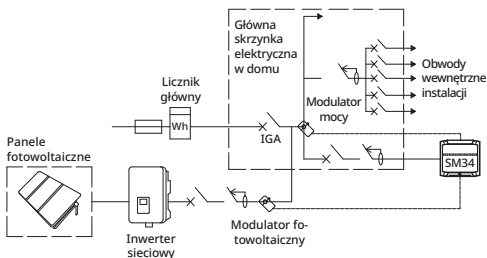 Główna
skrzynka
elektryczna
w domu
Obwody
wewnętrzne
instalacji
Licznik
główny
Modulator
mocy
Wh
IGA
Panele
fotowoltaiczne
SM34
Inwerter
sieciowy
Modulator fo-
towoltaiczny